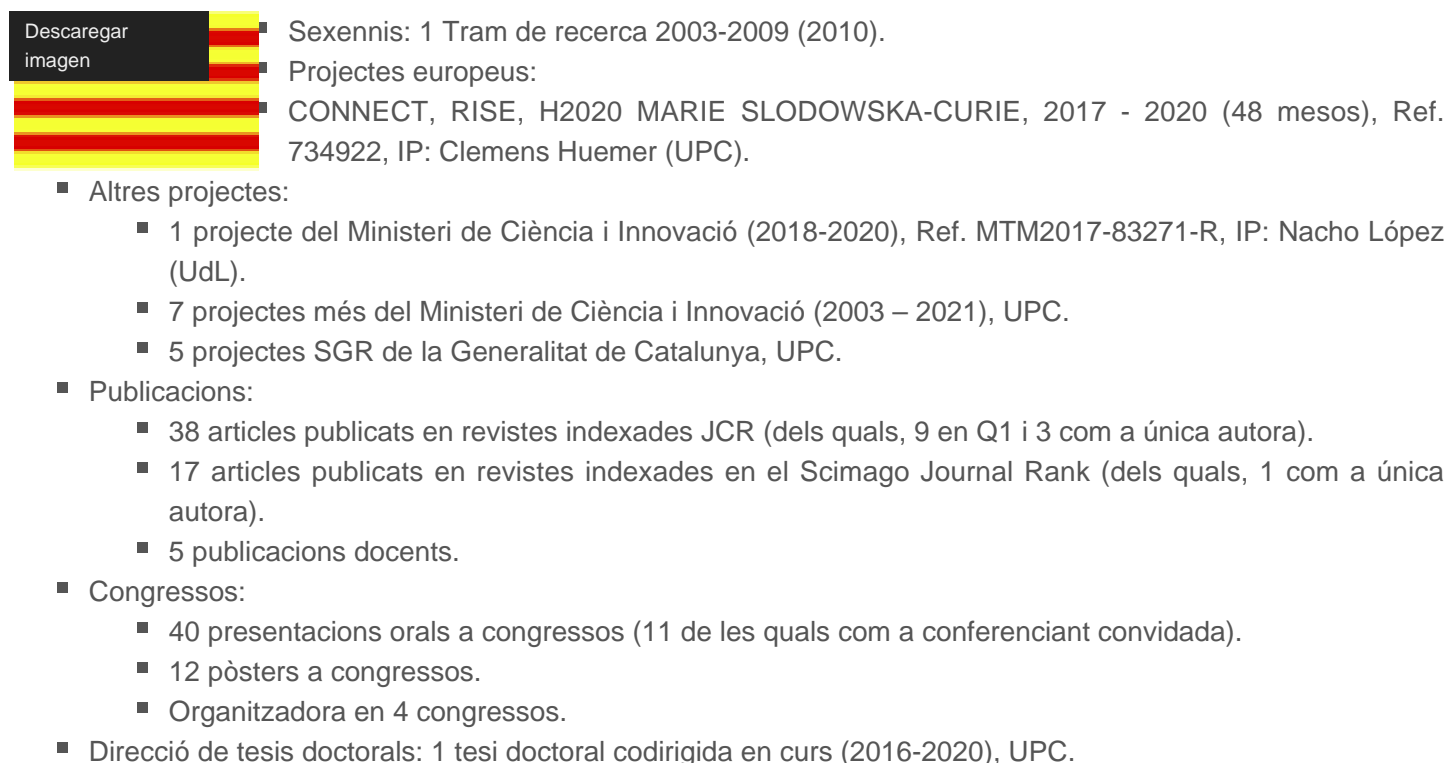 Descaregar
imagen
Sexennis: 1 Tram de recerca 2003-2009 (2010).
Projectes europeus:
CONNECT, RISE, H2020 MARIE SLODOWSKA-CURIE, 2017 - 2020 (48 mesos), Ref.
734922, IP: Clemens Huemer (UPC).
Altres projectes:
1 projecte del Ministeri de Ciència i Innovació (2018-2020), Ref. MTM2017-83271-R, IP: Nacho López
(UdL).
7 projectes més del Ministeri de Ciència i Innovació (2003 – 2021), UPC.
5 projectes SGR de la Generalitat de Catalunya, UPC.
Publicacions:
38 articles publicats en revistes indexades JCR (dels quals, 9 en Q1 i 3 com a única autora).
17 articles publicats en revistes indexades en el Scimago Journal Rank (dels quals, 1 com a única
autora).
5 publicacions docents.
Congressos:
40 presentacions orals a congressos (11 de les quals com a conferenciant convidada).
12 pòsters a congressos.
Organitzadora en 4 congressos.
Direcció de tesis doctorals: 1 tesi doctoral codirigida en curs (2016-2020), UPC.